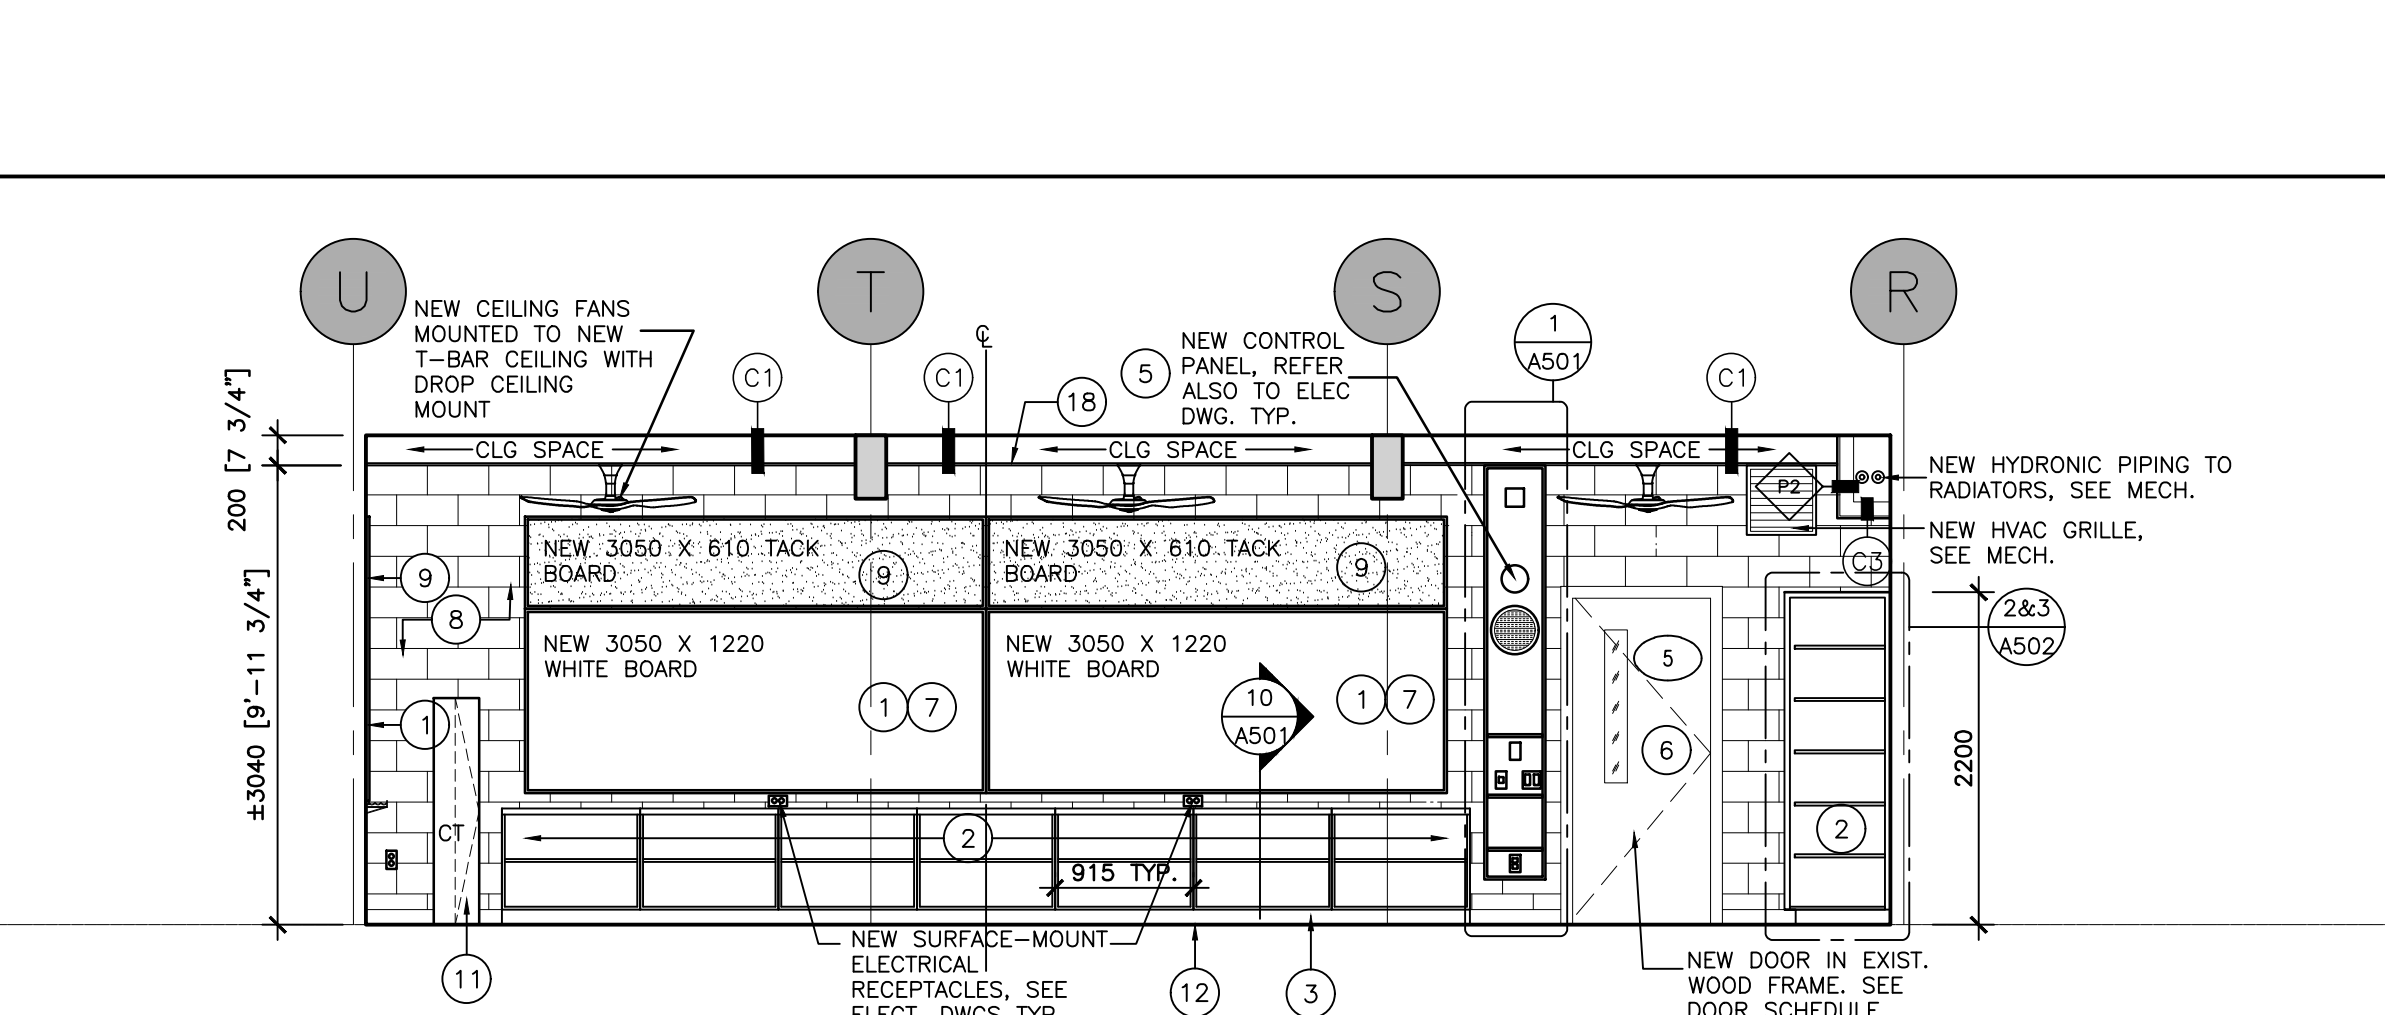 U
T
S
R
NEW CEILING FANS
MOUNTED TO NEW
T-BAR CEILING WITH
DROP CEILING
MOUNT
C1
C1
℄
18
5
NEW CONTROL
PANEL, REFER
ALSO TO ELEC
DWG. TYP.
1
A501
C1
200 [7 3/4"]
±3040 [9'-11 3/4"]
CLG SPACE
CLG SPACE
CLG SPACE
P2
NEW HYDRONIC PIPING TO
RADIATORS, SEE MECH.
NEW HVAC GRILLE,
SEE MECH.
C3
NEW 3050 X 610 TACK
BOARD
9
NEW 3050 X 610 TACK
BOARD
9
9
8
1
NEW 3050 X 1220
WHITE BOARD
1
7
NEW 3050 X 1220
WHITE BOARD
1
7
10
A501
5
6
2&3
A502
2200
CT
2
915 TYP.
2
11
NEW SURFACE-MOUNT
ELECTRICAL
RECEPTACLES, SEE
ELECT. DWGS TYP.
12
3
NEW DOOR IN EXIST.
WOOD FRAME. SEE
DOOR SCHEDULE